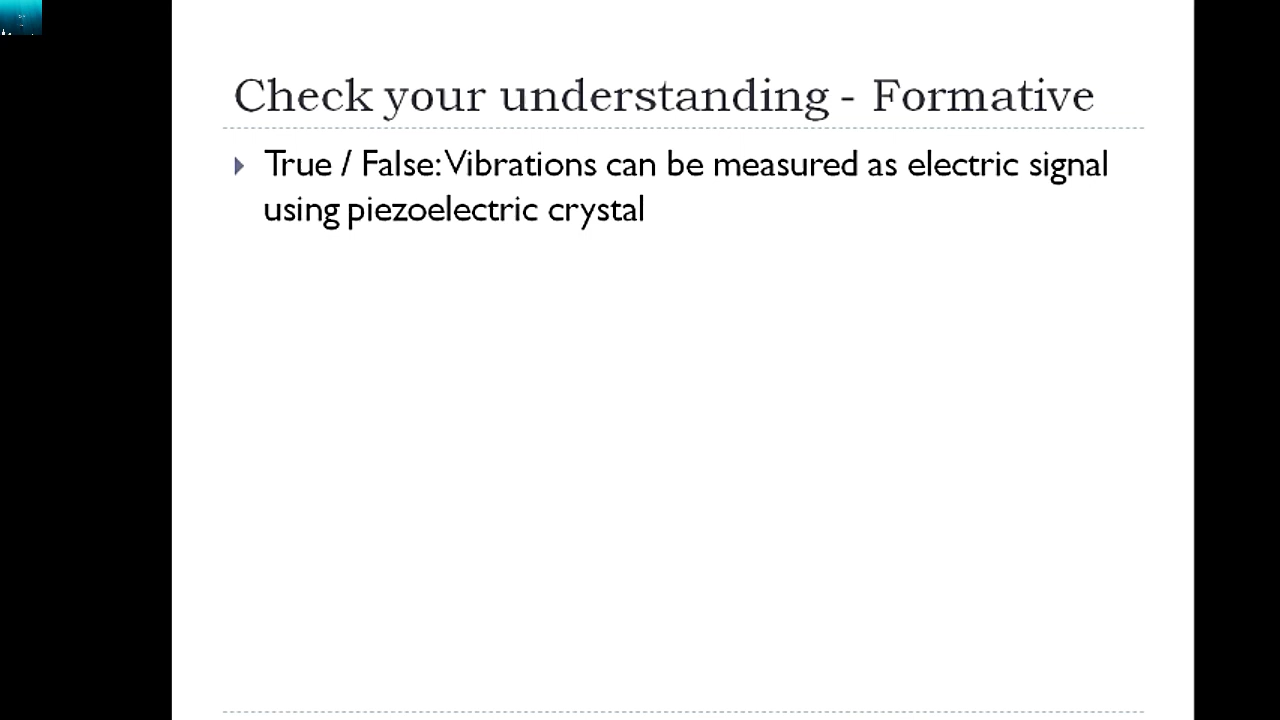 Check your understanding - Formative
True / False: Vibrations can be measured as electric signal
using piezoelectric crystal